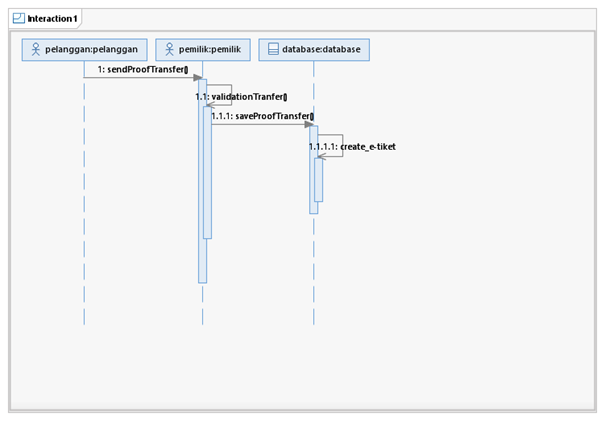 Interaction1
pelanggan:pelanggan
pemilik:pemilik
database:database
1: sendProofTransfer()
1.1: validationTranfer()
1.1.1: saveProofTransfer()
1.1.1.1: create_e-tiket